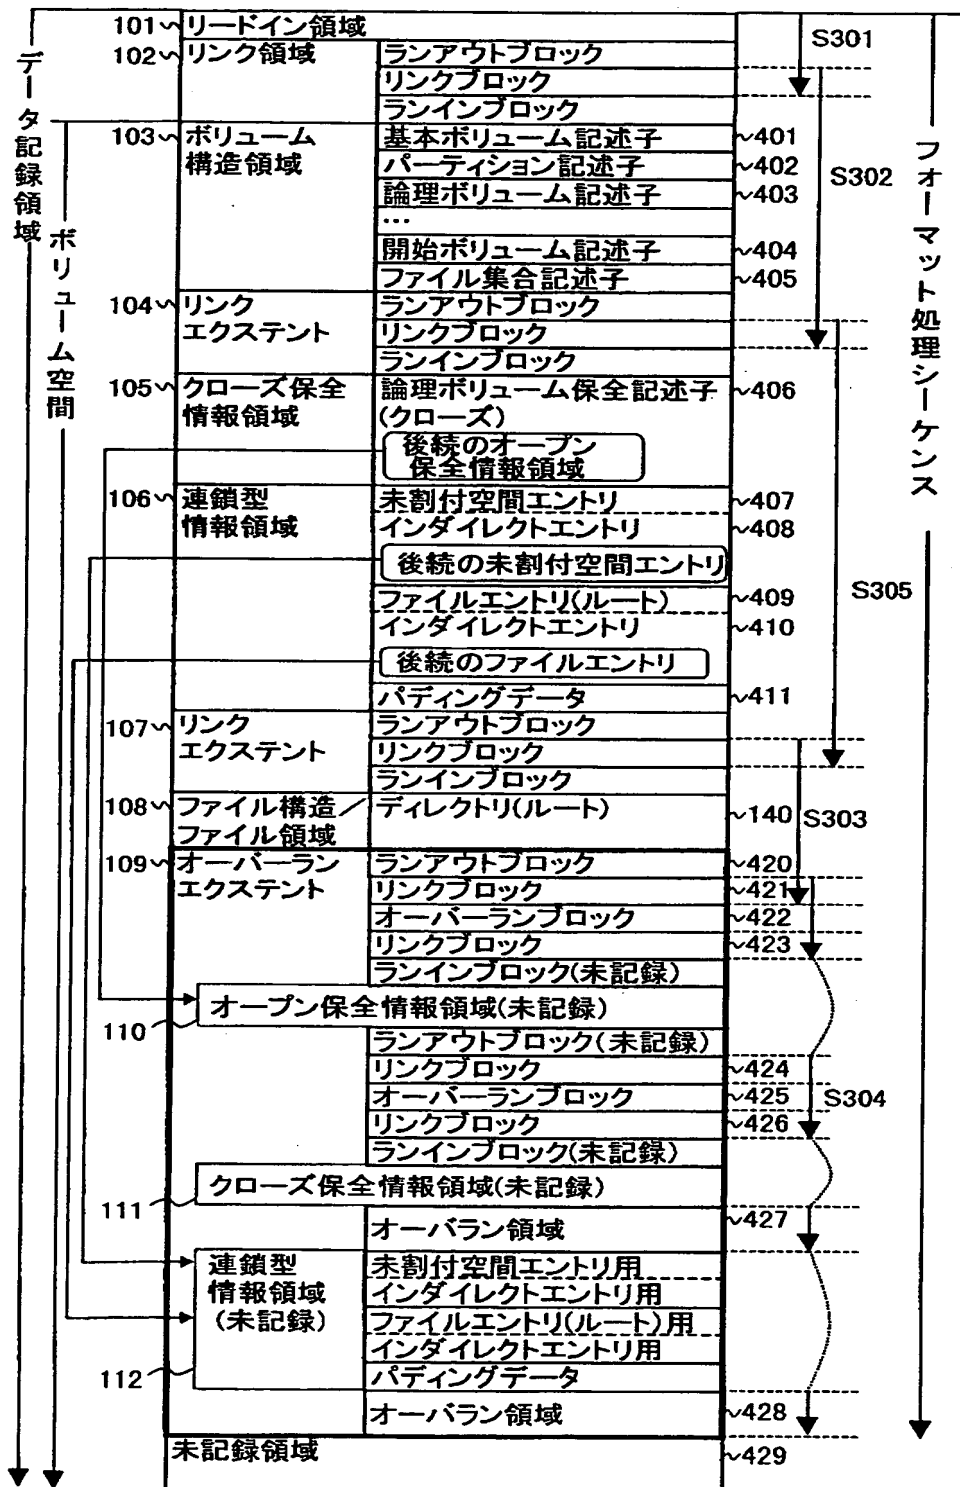 データ記録領域
ボリューム空間
フォーマット処理シーケンス
101 リードイン領域
S301
102 リンク領域 ランアウトブロック
リンクブロック
ランインブロック
103 ボリューム構造領域 基本ボリューム記述子 401
パーティション記述子 402
S302
論理ボリューム記述子 403
…
開始ボリューム記述子 404
ファイル集合記述子 405
104 リンクエクステント ランアウトブロック
リンクブロック
ランインブロック
105 クローズ保全情報領域 論理ボリューム保全記述子 406
(クローズ)
後続のオープン
保全情報領域
106 連鎖型情報領域 未割付空間エントリ 407
インダイレクトエントリ 408
後続の未割付空間エントリ
S305
ファイルエントリ(ルート) 409
インダイレクトエントリ 410
後続のファイルエントリ
パディングデータ 411
107 リンクエクステント ランアウトブロック
リンクブロック
ランインブロック
108 ファイル構造/ファイル領域 ディレクトリ(ルート) 140
S303
109 オーバーランエクステント ランアウトブロック 420
リンクブロック 421
オーバーランブロック 422
リンクブロック 423
ランインブロック(未記録)
110 オープン保全情報領域(未記録)
ランアウトブロック(未記録)
リンクブロック 424
オーバーランブロック 425
S304
リンクブロック 426
ランインブロック(未記録)
111 クローズ保全情報領域(未記録)
オーバラン領域 427
112 連鎖型情報領域(未記録) 未割付空間エントリ用
インダイレクトエントリ用
ファイルエントリ(ルート)用
インダイレクトエントリ用
パディングデータ
オーバラン領域 428
未記録領域 429